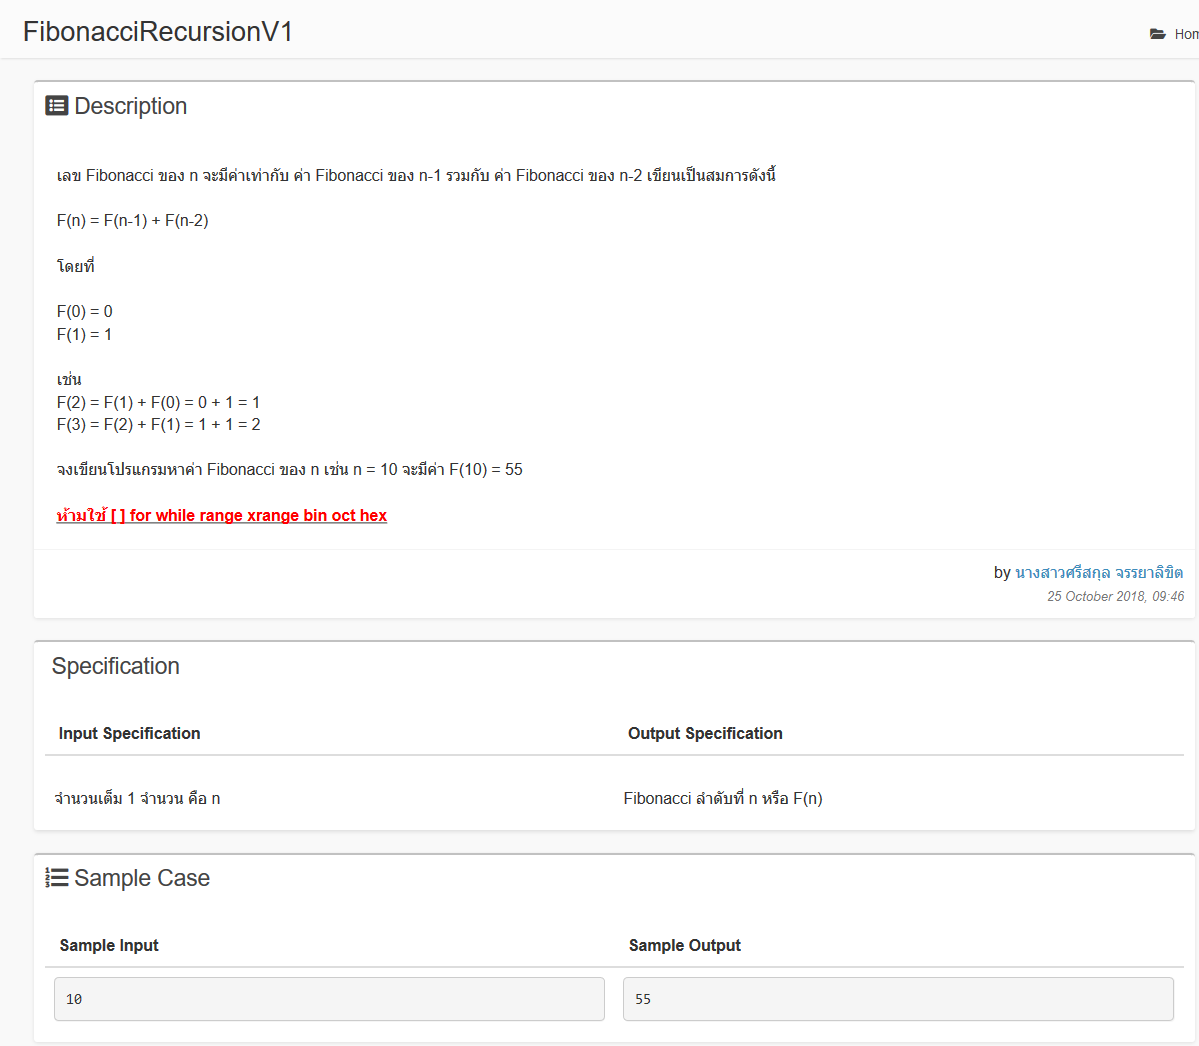 FibonacciRecursionV1
Description
เลข Fibonacci ของ n จะมีค่าเท่ากับ ค่า Fibonacci ของ n-1 รวมกับ ค่า Fibonacci ของ n-2 เขียนเป็นสมการดังนี้
F(n) = F(n-1) + F(n-2)
โดยที่
F(0) = 0
F(1) = 1
เช่น
F(2) = F(1) + F(0) = 0 + 1 = 1
F(3) = F(2) + F(1) = 1 + 1 = 2
จงเขียนโปรแกรมหาค่า Fibonacci ของ n เช่น n = 10 จะมีค่า F(10) = 55
ห้ามใช้ [ ] for while range xrange bin oct hex
by นางสาวศรีสกุล จรรยาลิขิต
25 October 2018, 09:46
Specification
Input Specification
Output Specification
จำนวนเต็ม 1 จำนวน คือ n
Fibonacci ลำดับที่ n หรือ F(n)
Sample Case
Sample Input
Sample Output
10
55